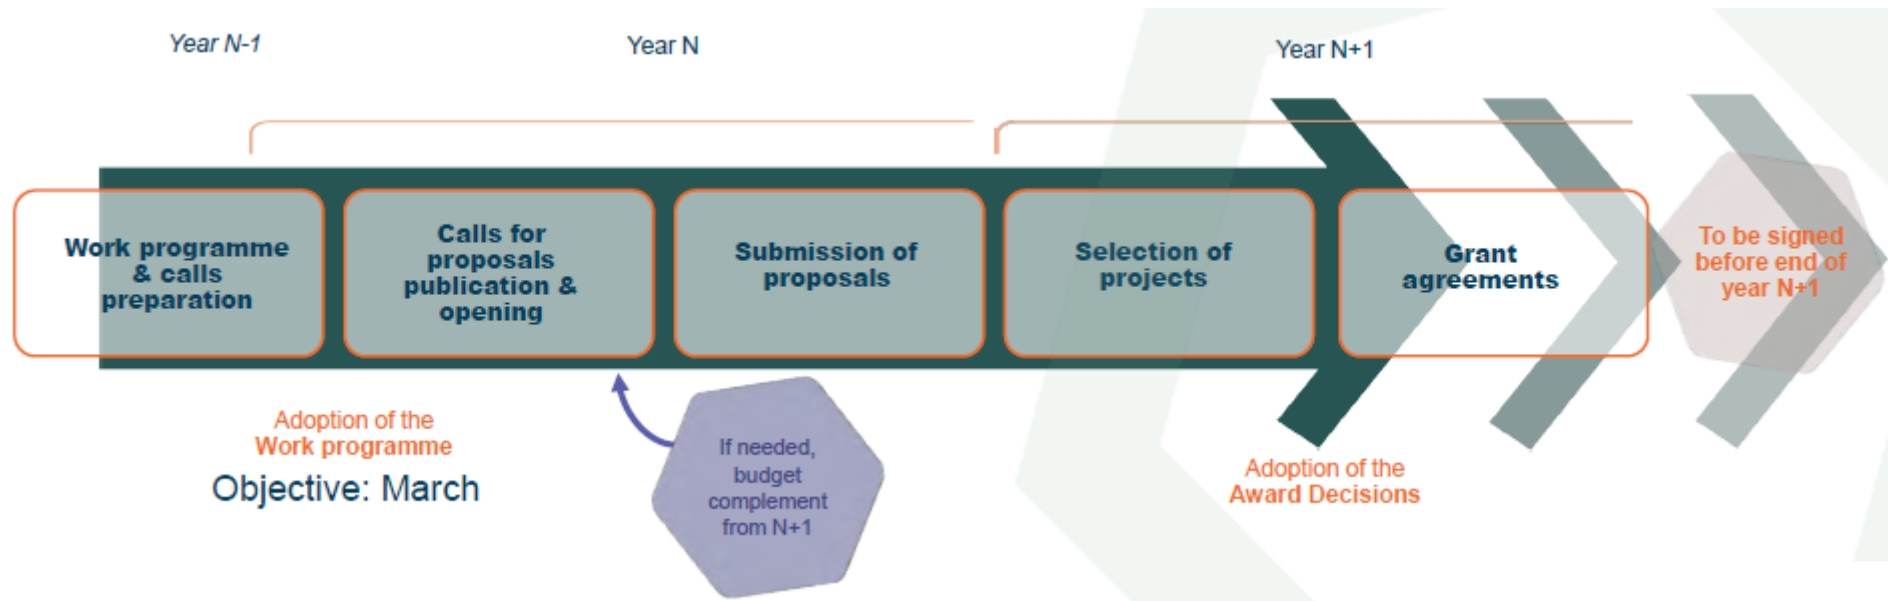 Year N-1
Year N
Year N+1
Work programme
& calls
preparation
Calls for
proposals
publication &
opening
Submission of
proposals
Selection of
projects
Grant
agreements
To be signed
before end of
year N+1
Adoption of the
Work programme
Objective: March
If needed,
budget
complement
from N+1
Adoption of the
Award Decisions